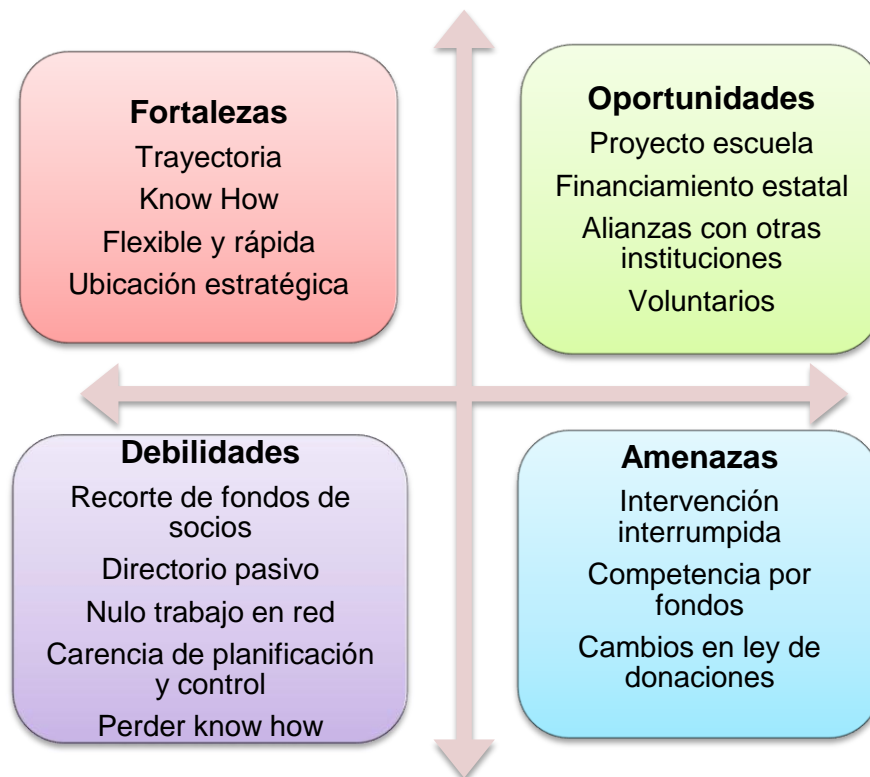 Fortalezas
Trayectoria
Know How
Flexible y rápida
Ubicación estratégica
Oportunidades
Proyecto escuela
Financiamiento estatal
Alianzas con otras
instituciones
Voluntarios
Debilidades
Recorte de fondos de
socios
Directorio pasivo
Nulo trabajo en red
Carencia de planificación
y control
Perder know how
Amenazas
Intervención
interrumpida
Competencia por
fondos
Cambios en ley de
donaciones